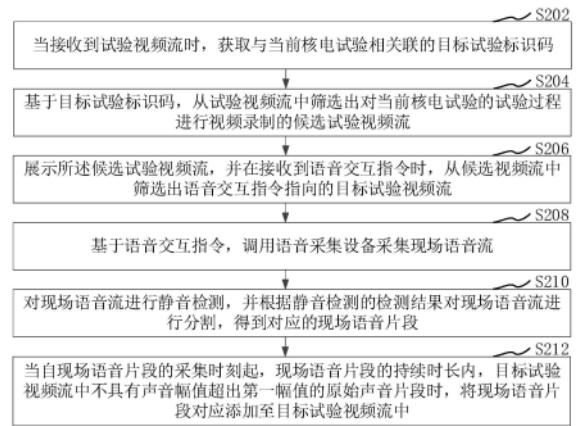 S202
当接收到试验视频流时，获取与当前核电试验相关联的目标试验标识码
S204
基于目标试验标识码，从试验视频流中筛选出对当前核电试验的试验过程
进行视频录制的候选试验视频流
S206
展示所述候选试验视频流，并在接收到语音交互指令时，从候选视频流中
筛选出语音交互指令指向的目标试验视频流
S208
基于语音交互指令，调用语音采集设备采集现场语音流
S210
对现场语音流进行静音检测，并根据静音检测的检测结果对现场语音流进
行分割，得到对应的现场语音片段
S212
当自现场语音片段的采集时刻起，现场语音片段的持续时长内，目标试验
视频流中不具有声音幅值超出第一幅值的原始声音片段时，将现场语音片
段对应添加至目标试验视频流中